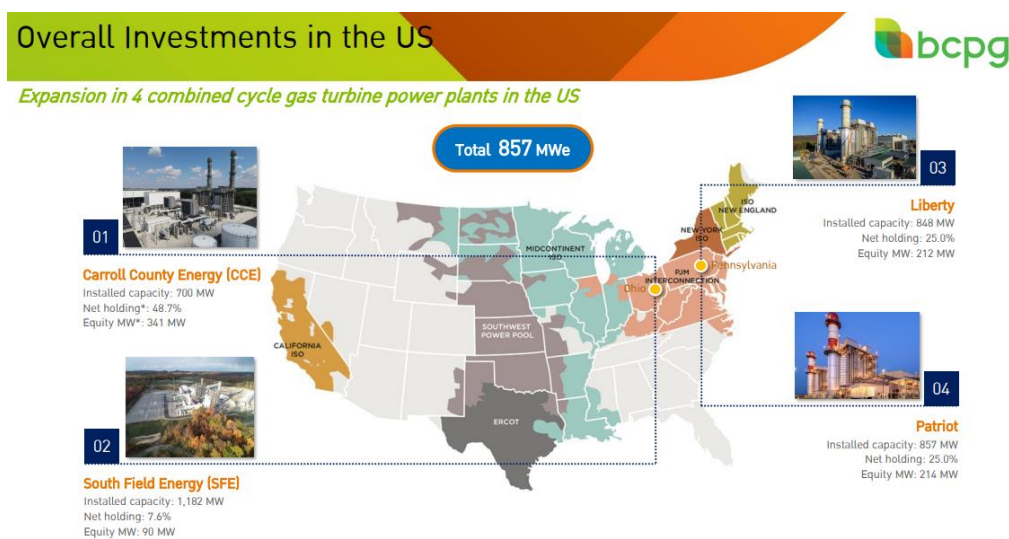 Overall Investments in the US
bcpg
Expansion in 4 combined cycle gas turbine power plants in the US
Total 857 MWe
01
Carroll County Energy (CCE)
Installed capacity: 700 MW
Net holding*: 48.7%
Equity MW*: 341 MW
02
South Field Energy (SFE)
Installed capacity: 1,182 MW
Net holding: 7.6%
Equity MW: 90 MW
CALIFORNIA
ISO
MIDCONTINENT
ISO
SOUTHWEST
POWER POOL
ERCOT
ISO
NEW ENGLAND
NEW YORK
ISO
PJM
INTERCONNECTION
Pennsylvania
Ohio
03
Liberty
Installed capacity: 848 MW
Net holding: 25.0%
Equity MW: 212 MW
04
Patriot
Installed capacity: 857 MW
Net holding: 25.0%
Equity MW: 214 MW